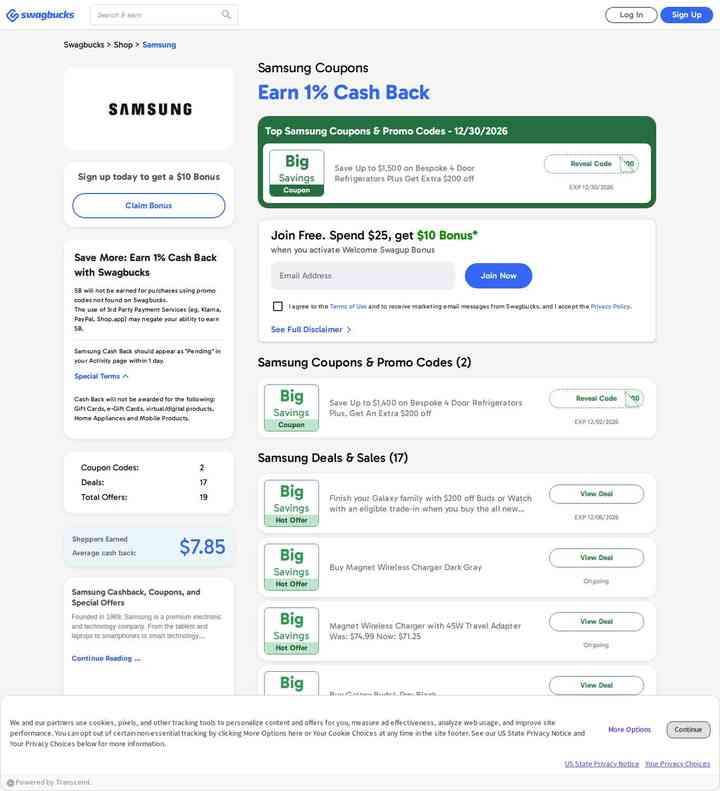 swagbucks
Search & earn
Log In
Sign Up
Swagbucks > Shop > Samsung
SAMSUNG
Sign up today to get a $10 Bonus
Claim Bonus
Save More: Earn 1% Cash Back
with Swagbucks
SB will not be earned for purchases using promo
codes not found on Swagbucks.
The use of 3rd Party Payment Services (eg. Klarna,
PayPal, Shop.app) may negate your ability to earn
SB.
Samsung Cash Back should appear as "Pending" in
your Activity page within 1 day.
Special Terms
Cash Back will not be awarded for the following:
Gift Cards, e-Gift Cards, virtual/digital products,
Home Appliances and Mobile Products.
Coupon Codes: 2
Deals: 17
Total Offers: 19
Shoppers Earned
Average cash back:
$7.85
Samsung Cashback, Coupons, and
Special Offers
Founded in 1969, Samsung is a premium electronic
and technology company. From the tablets and
laptops to smartphones to smart technology...
Continue Reading ...
Samsung Coupons
Earn 1% Cash Back
Top Samsung Coupons & Promo Codes - 12/30/2026
Big
Savings
Coupon
Save Up to $1,500 on Bespoke 4 Door
Refrigerators Plus Get Extra $200 off
Reveal Code
EXP 12/30/2026
Join Free. Spend $25, get $10 Bonus*
when you activate Welcome Swagup Bonus
Email Address
Join Now
I agree to the Terms of Use and to receive marketing email messages from Swagbucks, and I accept the Privacy Policy.
See Full Disclaimer
Samsung Coupons & Promo Codes (2)
Big
Savings
Coupon
Save Up to $1,400 on Bespoke 4 Door Refrigerators
Plus, Get An Extra $200 off
Reveal Code
EXP 12/02/2026
Samsung Deals & Sales (17)
Big
Savings
Hot Offer
Finish your Galaxy family with $200 off Buds or Watch
with an eligible trade-in when you buy the all new...
View Deal
EXP 12/06/2026
Big
Savings
Hot Offer
Buy Magnet Wireless Charger Dark Gray
View Deal
Ongoing
Big
Savings
Hot Offer
Magnet Wireless Charger with 45W Travel Adapter
Was: $74.99 Now: $71.25
View Deal
Ongoing
Big
View Deal
We and our partners use cookies, pixels, and other tracking tools to personalize content and offers for you, measure ad effectiveness, analyze web usage, and improve site
performance. You can opt out of certain non-essential tracking by clicking More Options here or Your Cookie Choices at any time in the site footer. See our US State Privacy Notice and
Your Privacy Choices below for more information.
More Options
Continue
US State Privacy Notice
Your Privacy Choices
Powered by Transcend.